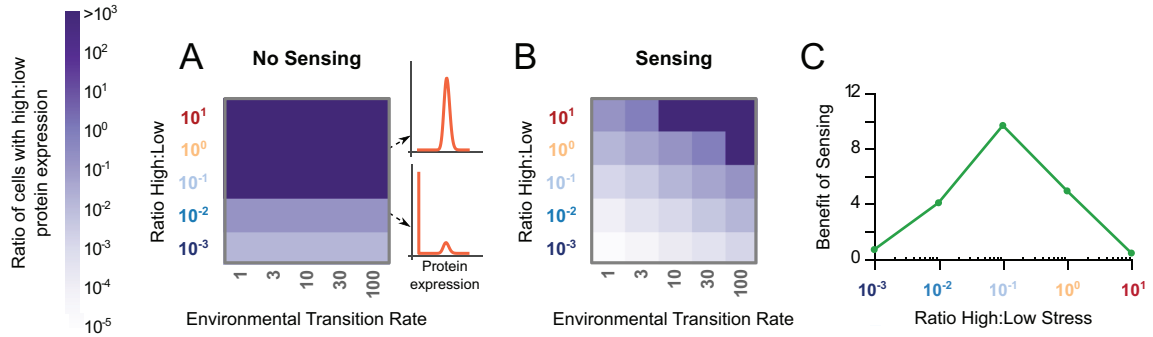 Ratio of cells with high:low
protein expression
>10³
10²
10¹
10⁰
10⁻¹
10⁻²
10⁻³
10⁻⁴
10⁻⁵
A
No Sensing
Ratio High:Low
10¹
10⁰
10⁻¹
10⁻²
10⁻³
1
3
10
30
100
Environmental Transition Rate
Protein
expression
B
Sensing
Ratio High:Low
10¹
10⁰
10⁻¹
10⁻²
10⁻³
1
3
10
30
100
Environmental Transition Rate
C
Benefit of Sensing
12
8
4
0
10⁻³
10⁻²
10⁻¹
10⁰
10¹
Ratio High:Low Stress